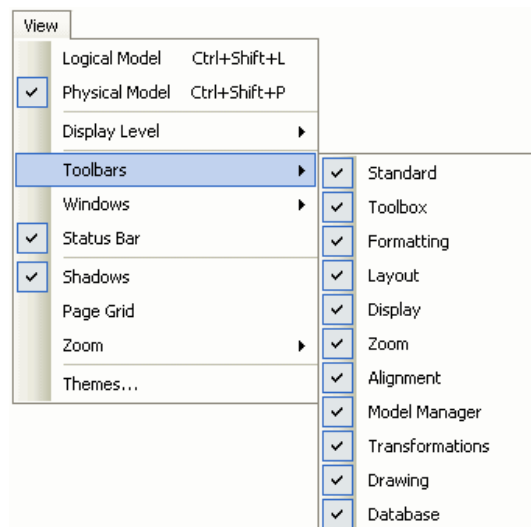 View
Logical Model Ctrl+Shift+L
Physical Model Ctrl+Shift+P
Display Level
Toolbars
Windows
Status Bar
Shadows
Page Grid
Zoom
Themes...
Standard
Toolbox
Formatting
Layout
Display
Zoom
Alignment
Model Manager
Transformations
Drawing
Database